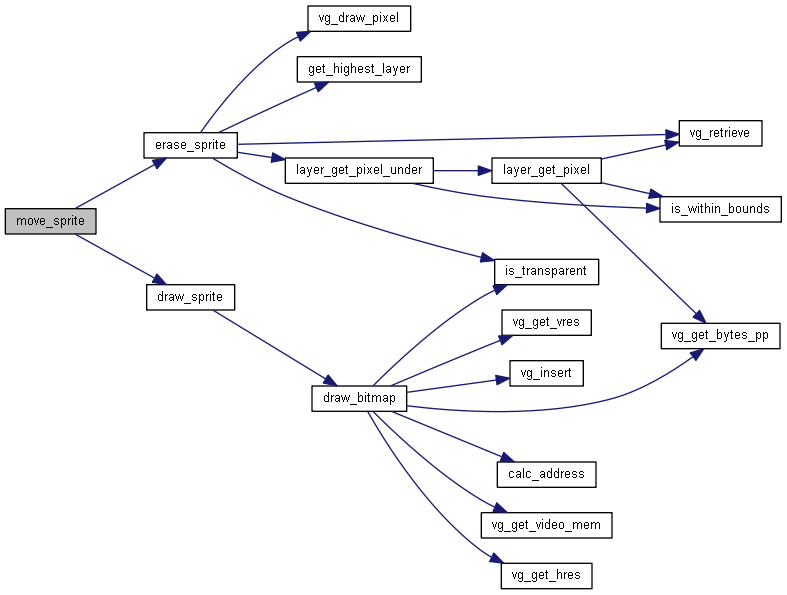 vg_draw_pixel
get_highest_layer
vg_retrieve
erase_sprite
layer_get_pixel_under
layer_get_pixel
is_within_bounds
move_sprite
is_transparent
draw_sprite
vg_get_vres
vg_get_bytes_pp
vg_insert
draw_bitmap
calc_address
vg_get_video_mem
vg_get_hres